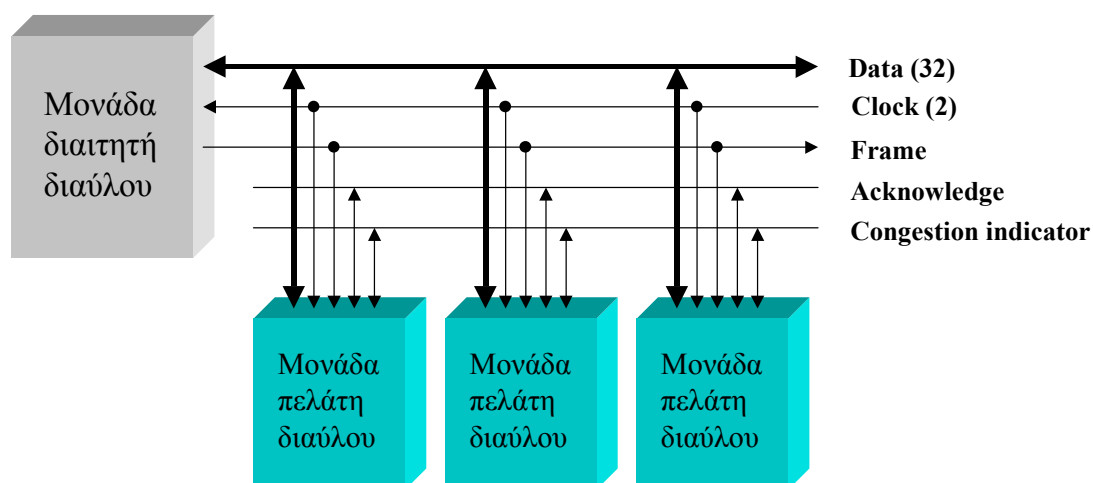 Μονάδα
διαιτητή
διαύλου
Data (32)
Clock (2)
Frame
Acknowledge
Congestion indicator
Μονάδα
πελάτη
διαύλου
Μονάδα
πελάτη
διαύλου
Μονάδα
πελάτη
διαύλου